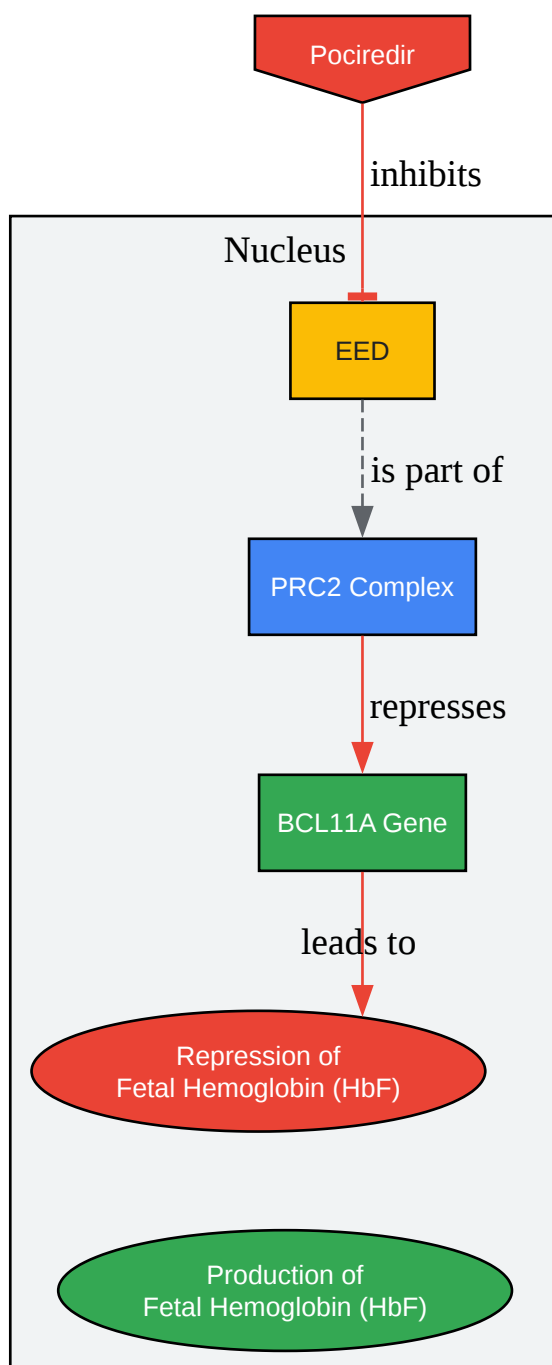 Pociredir
inhibits
Nucleus
EED
is part of
PRC2 Complex
represses
BCL11A Gene
leads to
Repression of
Fetal Hemoglobin (HbF)
Production of
Fetal Hemoglobin (HbF)